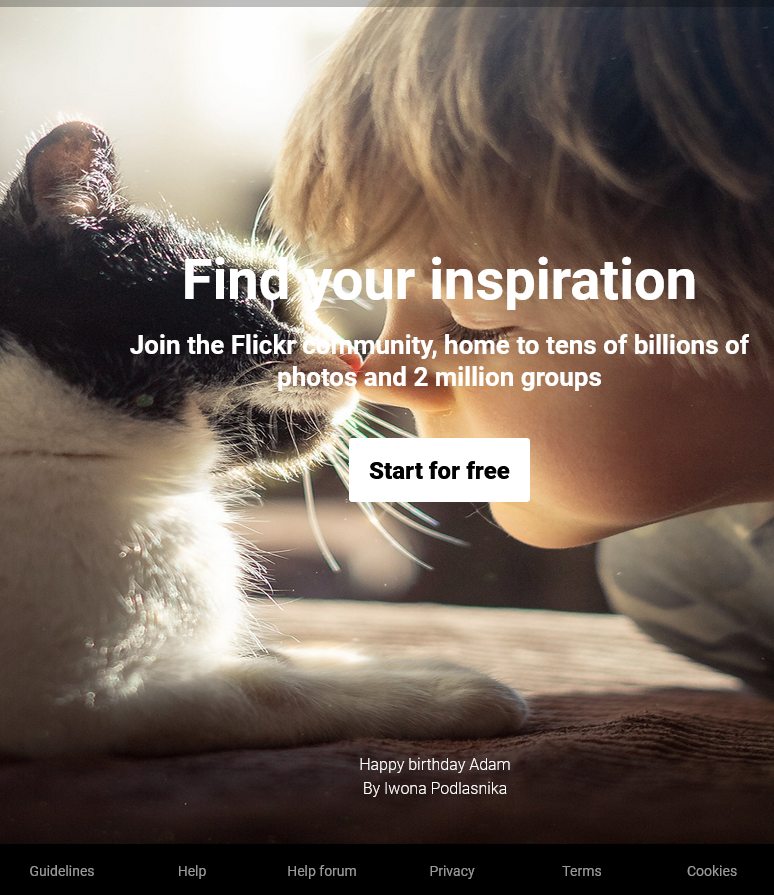 Find your inspiration
Join the Flickr community, home to tens of billions of
photos and 2 million groups
Start for free
Happy birthday Adam
By Iwona Podlasnika
Guidelines Help Help forum Privacy Terms Cookies